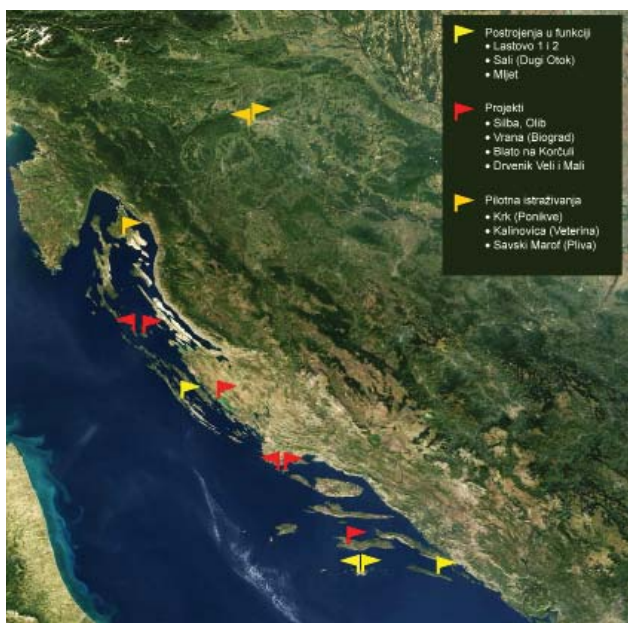 Postrojenja u funkciji
• Lastovo 1 i 2
• Sali (Dugi Otok)
• Mljet
Projekti
• Silba, Olib
• Vrana (Biograd)
• Blato na Korčuli
• Drvenik Veli i Mali
Pilotna istraživanja
• Krk (Ponikve)
• Kalinovica (Veterina)
• Savski Marof (Pliva)